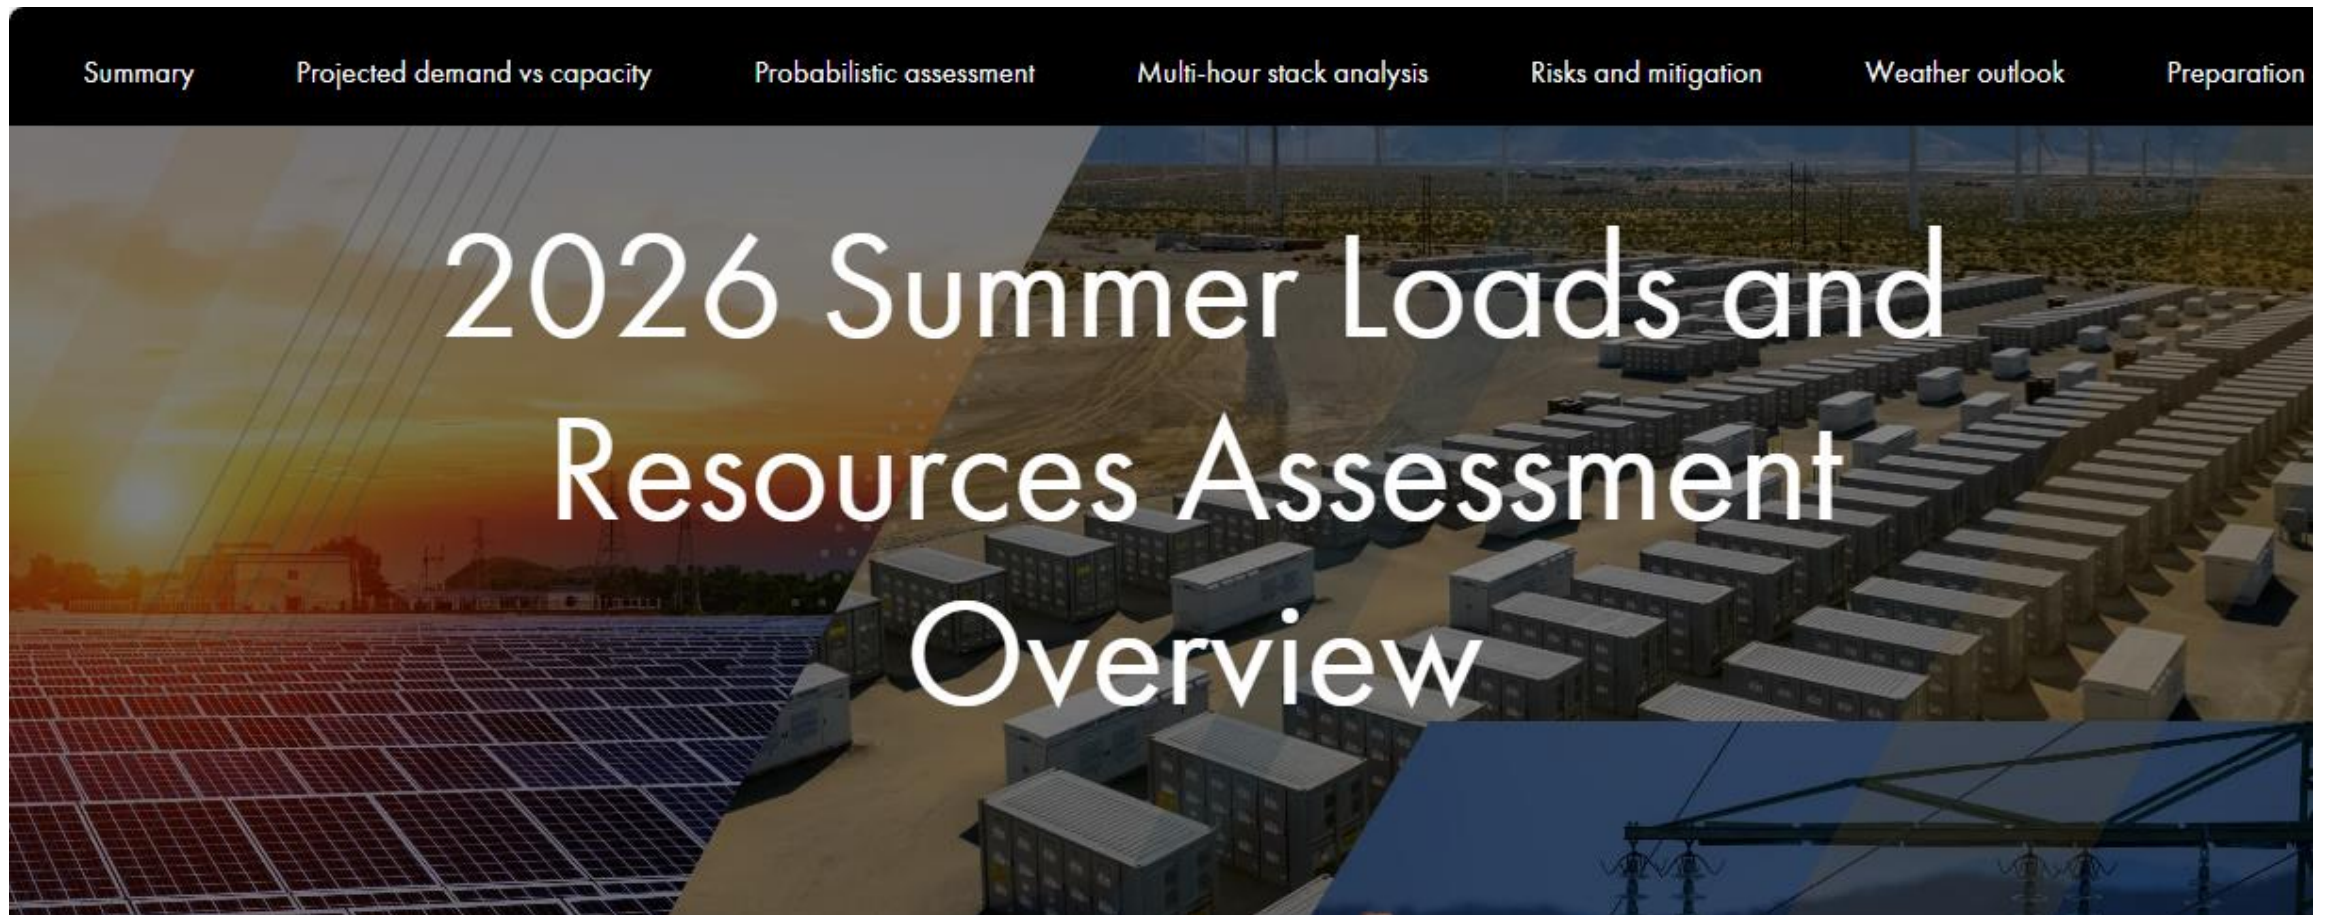 Summary Projected demand vs capacity Probabilistic assessment Multi-hour stack analysis Risks and mitigation Weather outlook Preparation
2026 Summer Loads and
Resources Assessment
Overview